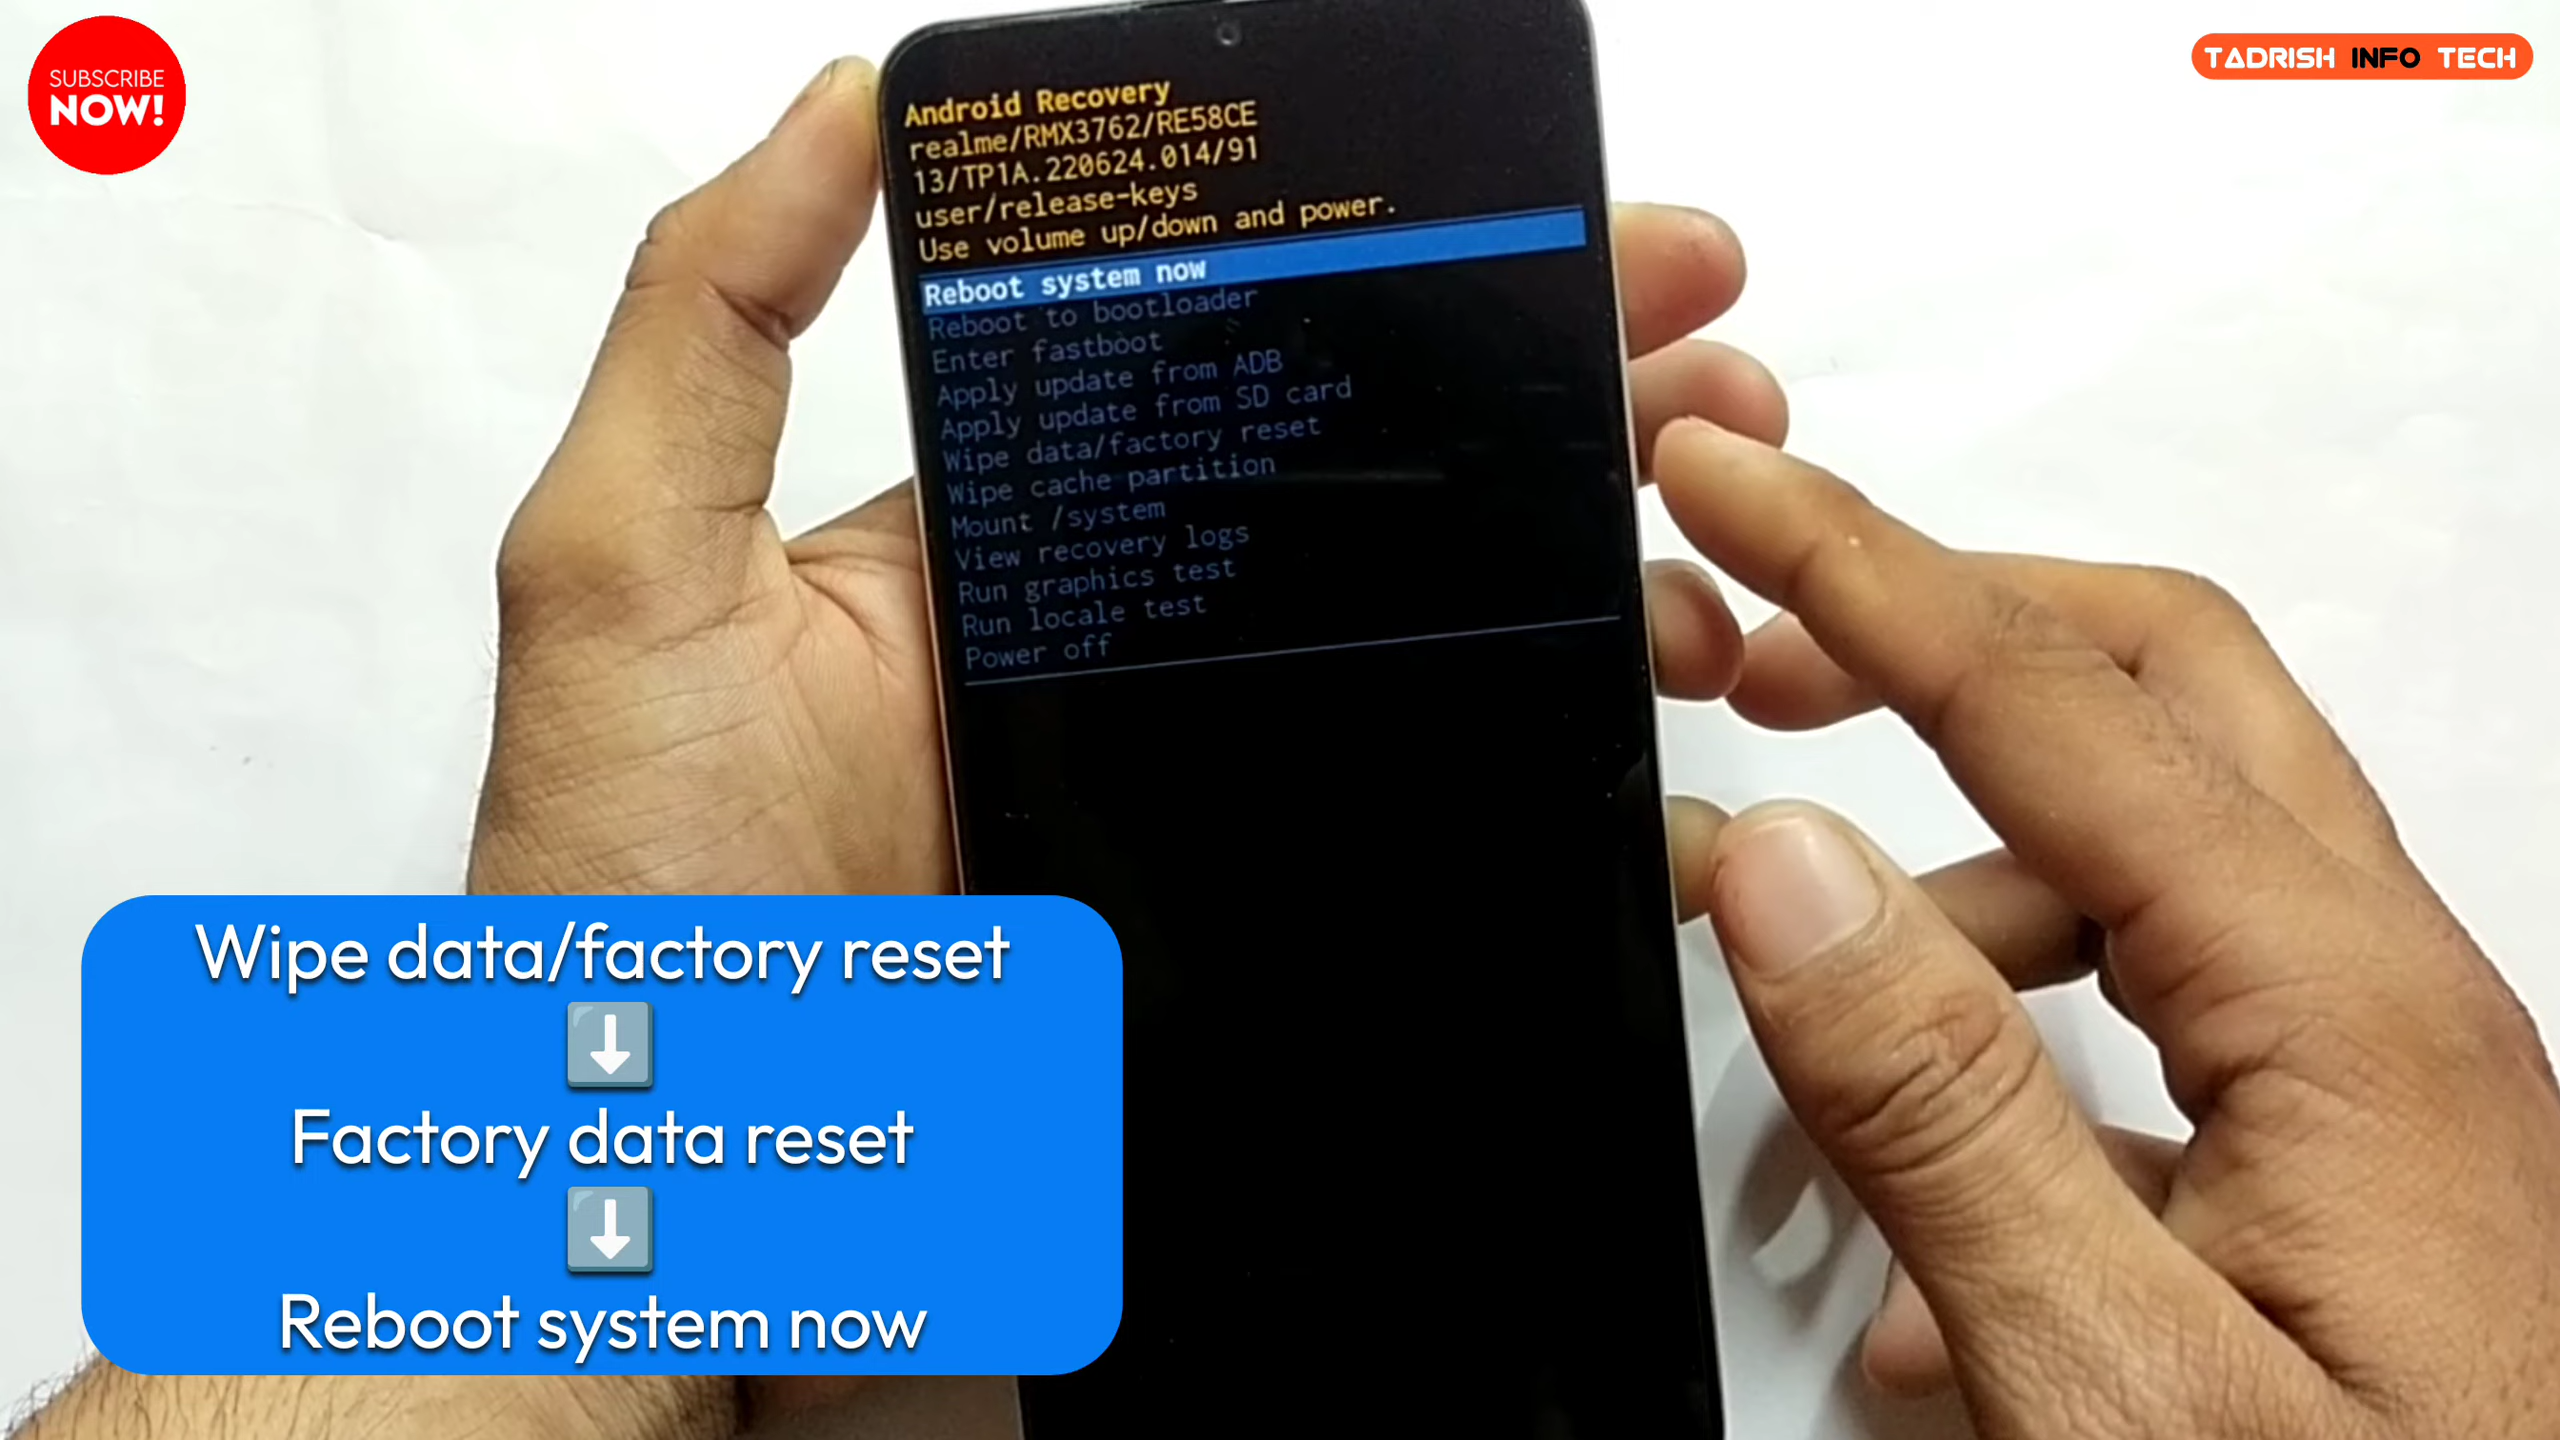 SUBSCRIBE
NOW!
TADRISH INFO TECH
Android Recovery
realme/RMX3762/RE58CE
13/TP1A.220624.014/91
user/release-keys
Use volume up/down and power.
Reboot system now
Reboot to bootloader
Enter fastboot
Apply update from ADB
Apply update from SD card
Wipe data/factory reset
Wipe cache partition
Mount /system
View recovery logs
Run graphics test
Run locale test
Power off
Wipe data/factory reset
⬇️
Factory data reset
⬇️
Reboot system now